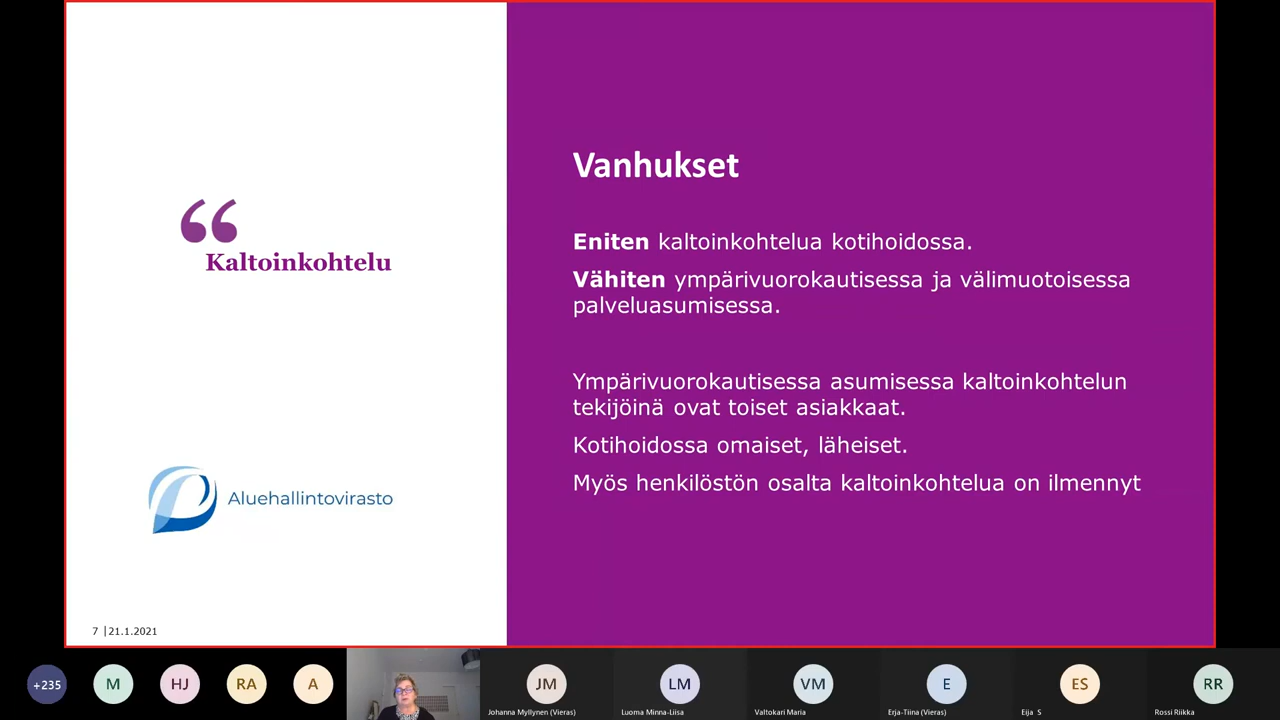 Vanhukset
“
Kaltoinkohtelu
Eniten kaltoinkohtelua kotihoidossa.
Vähiten ympärivuorokautisessa ja välimuotoisessa
palveluasumisessa.
Ympärivuorokautisessa asumisessa kaltoinkohtelun
tekijöinä ovat toiset asiakkaat.
Kotihoidossa omaiset, läheiset.
Myös henkilöstön osalta kaltoinkohtelua on ilmennyt
Aluehallintovirasto
7 |21.1.2021
+235
M
HJ
RA
A
JM
LM
VM
E
ES
RR
Johanna Myllynen (Vieras)
Luoma Minna-Liisa
Valtokari Maria
Erja-Tiina (Vieras)
Eija S
Rossi Riikka